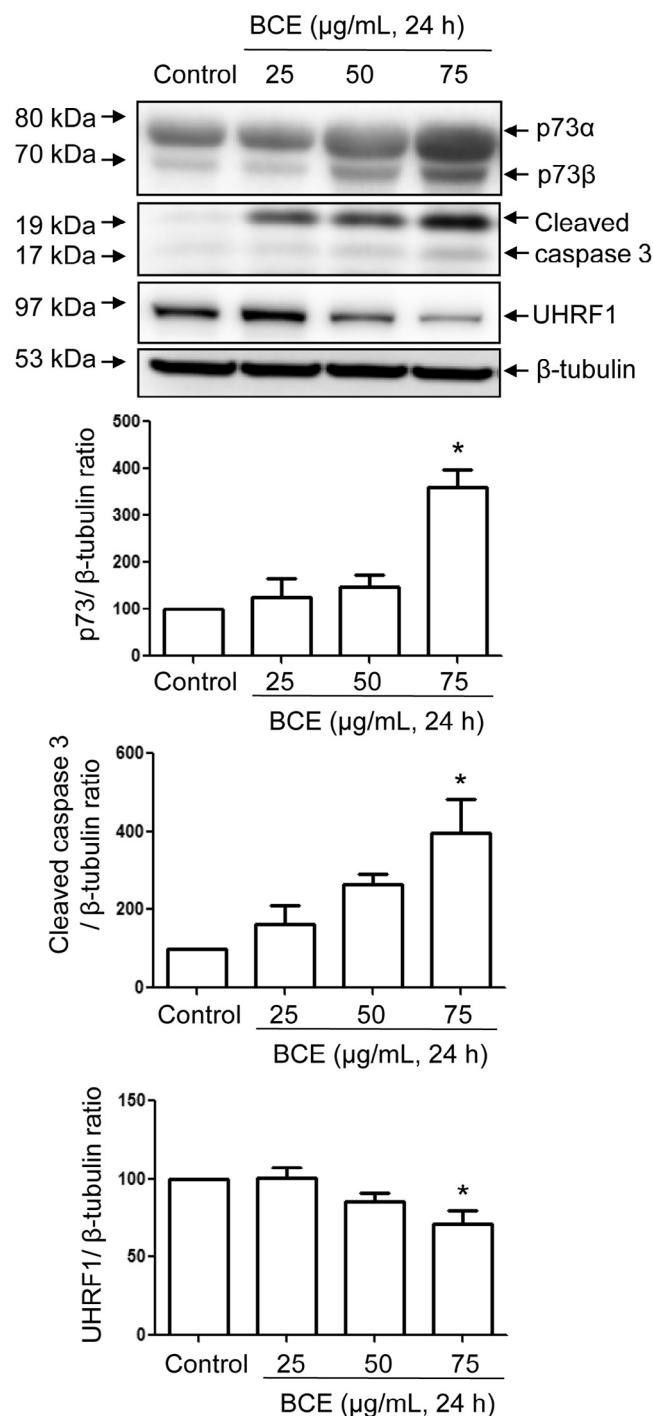 BCE (µg/mL, 24 h)
Control 25 50 75
80 kDa
70 kDa
p73α
p73β
19 kDa
17 kDa
Cleaved
caspase 3
97 kDa
UHRF1
53 kDa
β-tubulin
p73/ β-tubulin ratio
500
400
300
200
100
0
*
Control 25 50 75
BCE (µg/mL, 24 h)
Cleaved caspase 3
/ β-tubulin ratio
600
400
200
0
*
Control 25 50 75
BCE (µg/mL, 24 h)
UHRF1/ β-tubulin ratio
150
100
50
0
*
Control 25 50 75
BCE (µg/mL, 24 h)